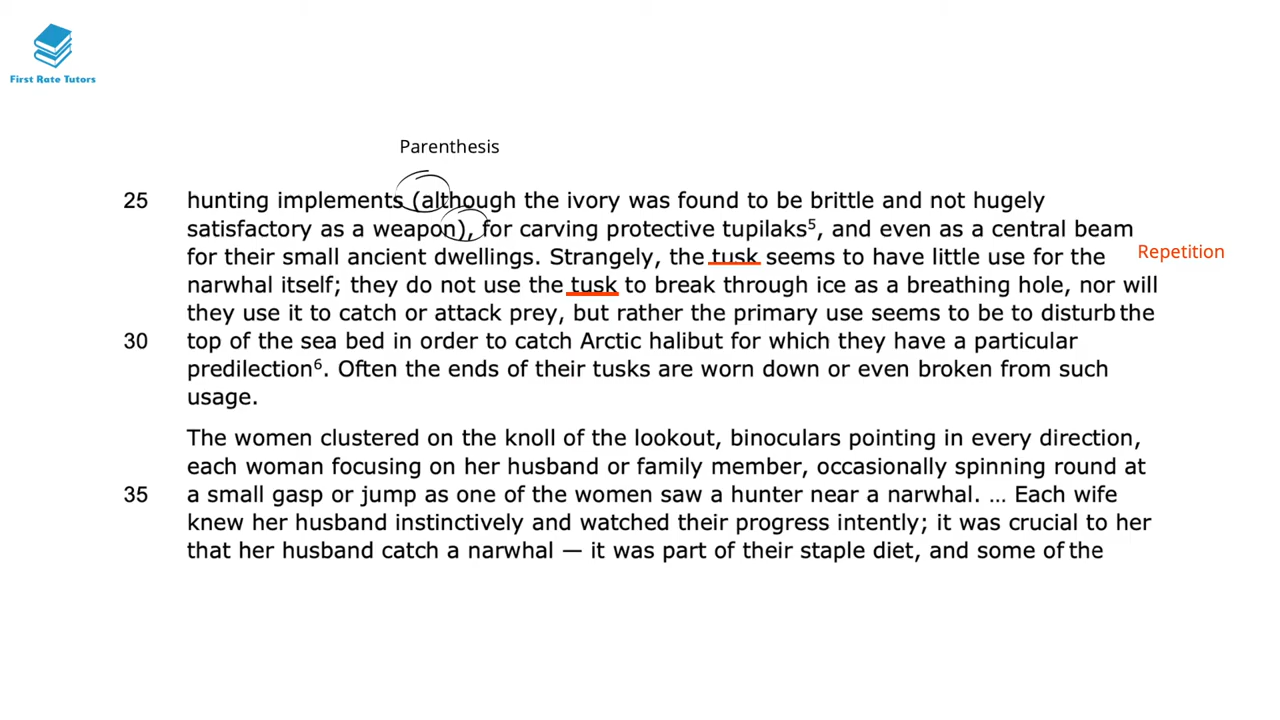 First Rate Tutors
Parenthesis
25 hunting implements (although the ivory was found to be brittle and not hugely
satisfactory as a weapon), for carving protective tupilaks⁵, and even as a central beam
for their small ancient dwellings. Strangely, the tusk seems to have little use for the
Repetition
narwhal itself; they do not use the tusk to break through ice as a breathing hole, nor will
they use it to catch or attack prey, but rather the primary use seems to be to disturb the
30 top of the sea bed in order to catch Arctic halibut for which they have a particular
predilection⁶. Often the ends of their tusks are worn down or even broken from such
usage.
The women clustered on the knoll of the lookout, binoculars pointing in every direction,
each woman focusing on her husband or family member, occasionally spinning round at
35 a small gasp or jump as one of the women saw a hunter near a narwhal. ... Each wife
knew her husband instinctively and watched their progress intently; it was crucial to her
that her husband catch a narwhal — it was part of their staple diet, and some of the